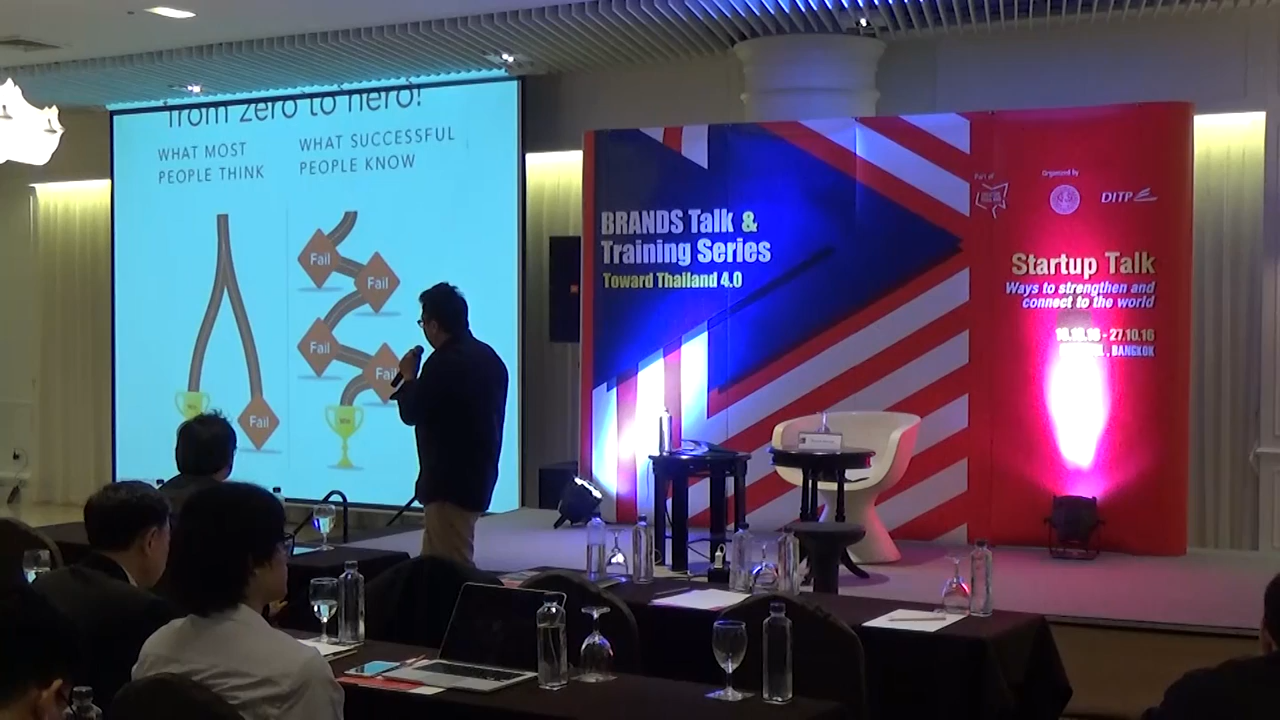 from zero to hero!
WHAT MOST
PEOPLE THINK
WHAT SUCCESSFUL
PEOPLE KNOW
Fail
Fail
Fail
Fail
Fail
BRANDS Talk &
Training Series
Toward Thailand 4.0
Part of
Organized by
DITP
Startup Talk
Ways to strengthen and
connect to the world
- 27.10.16
, BANGKOK